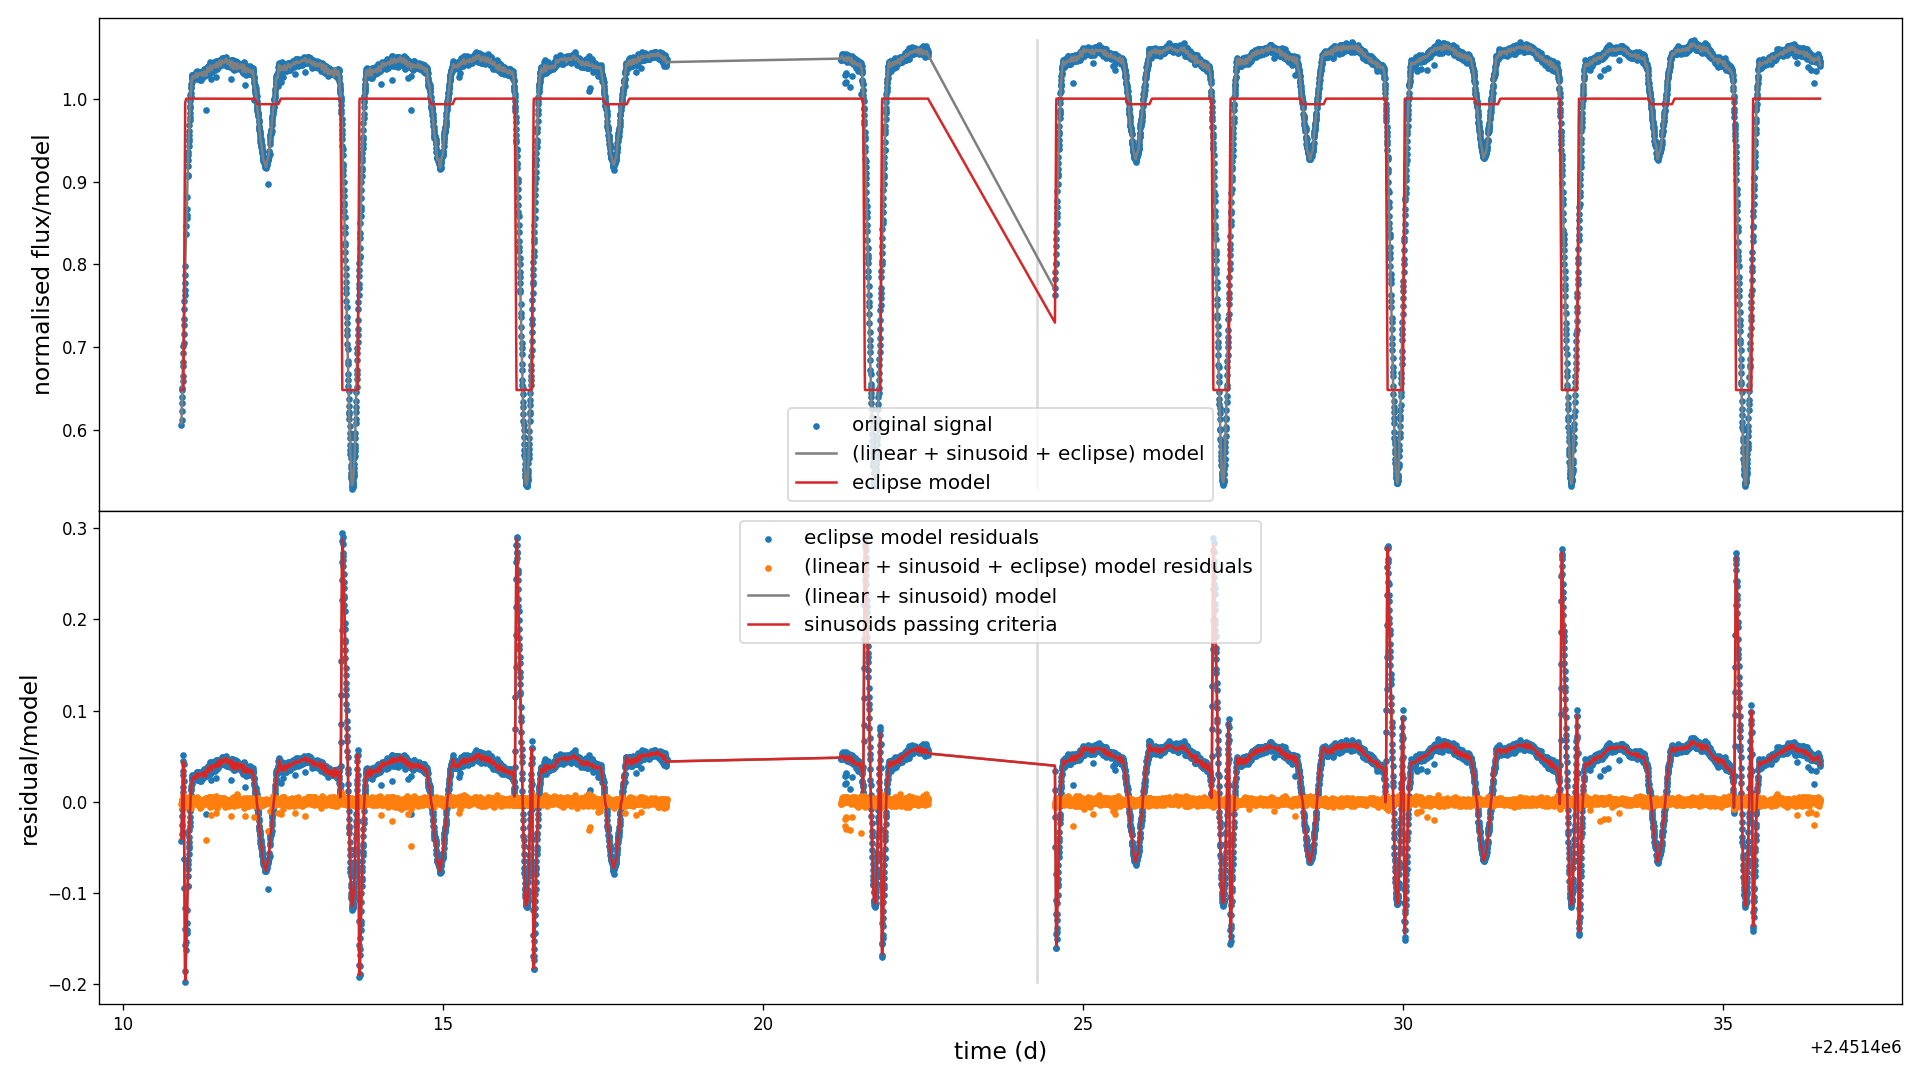 normalised flux/model
1.0
0.9
0.8
0.7
0.6
original signal
(linear + sinusoid + eclipse) model
eclipse model
residual/model
0.3
0.2
0.1
0.0
−0.1
−0.2
eclipse model residuals
(linear + sinusoid + eclipse) model residuals
(linear + sinusoid) model
sinusoids passing criteria
10
15
20
25
30
35
time (d)
+2.4514e6